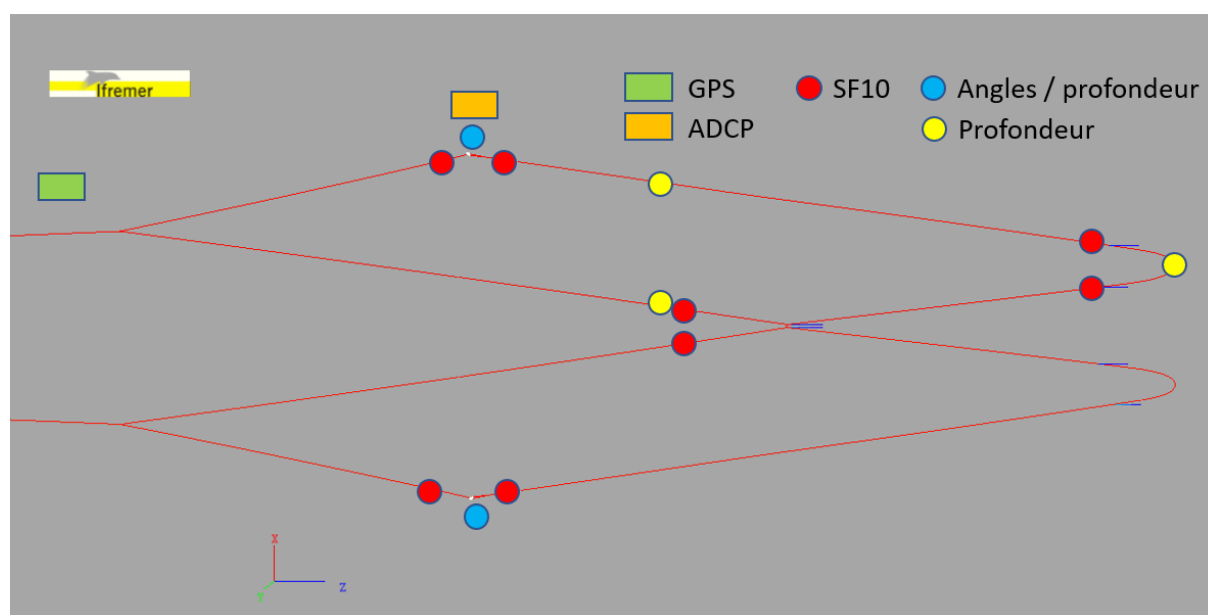 Ifremer
GPS
SF10
Angles / profondeur
ADCP
Profondeur
X
Y
Z